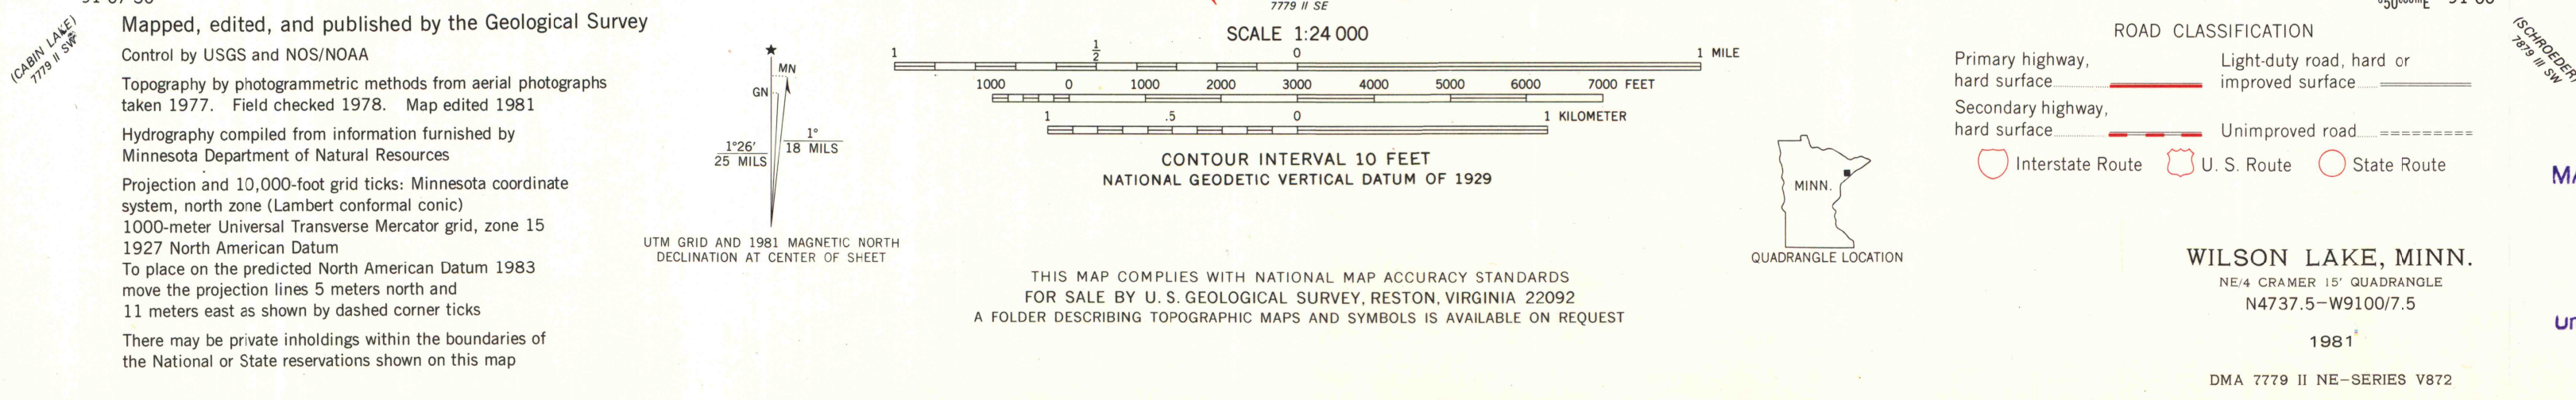 (CABIN LAKE)
7779 II SW
Mapped, edited, and published by the Geological Survey
Control by USGS and NOS/NOAA
Topography by photogrammetric methods from aerial photographs
taken 1977. Field checked 1978. Map edited 1981
Hydrography compiled from information furnished by
Minnesota Department of Natural Resources
Projection and 10,000-foot grid ticks: Minnesota coordinate
system, north zone (Lambert conformal conic)
1000-meter Universal Transverse Mercator grid, zone 15
1927 North American Datum
To place on the predicted North American Datum 1983
move the projection lines 5 meters north and
11 meters east as shown by dashed corner ticks
There may be private inholdings within the boundaries of
the National or State reservations shown on this map
MN
GN
1°26′
25 MILS
1°
18 MILS
UTM GRID AND 1981 MAGNETIC NORTH
DECLINATION AT CENTER OF SHEET
7779 II SE
SCALE 1:24 000
1 1/2 0 1 MILE
1000 0 1000 2000 3000 4000 5000 6000 7000 FEET
1 .5 0 1 KILOMETER
CONTOUR INTERVAL 10 FEET
NATIONAL GEODETIC VERTICAL DATUM OF 1929
THIS MAP COMPLIES WITH NATIONAL MAP ACCURACY STANDARDS
FOR SALE BY U. S. GEOLOGICAL SURVEY, RESTON, VIRGINIA 22092
A FOLDER DESCRIBING TOPOGRAPHIC MAPS AND SYMBOLS IS AVAILABLE ON REQUEST
MINN.
QUADRANGLE LOCATION
ROAD CLASSIFICATION
Primary highway,
hard surface
Light-duty road, hard or
improved surface
Secondary highway,
hard surface
Unimproved road
Interstate Route U. S. Route State Route
(SCHROEDER)
7879 III SW
WILSON LAKE, MINN.
NE/4 CRAMER 15′ QUADRANGLE
N4737.5—W9100/7.5
1981
DMA 7779 II NE—SERIES V872